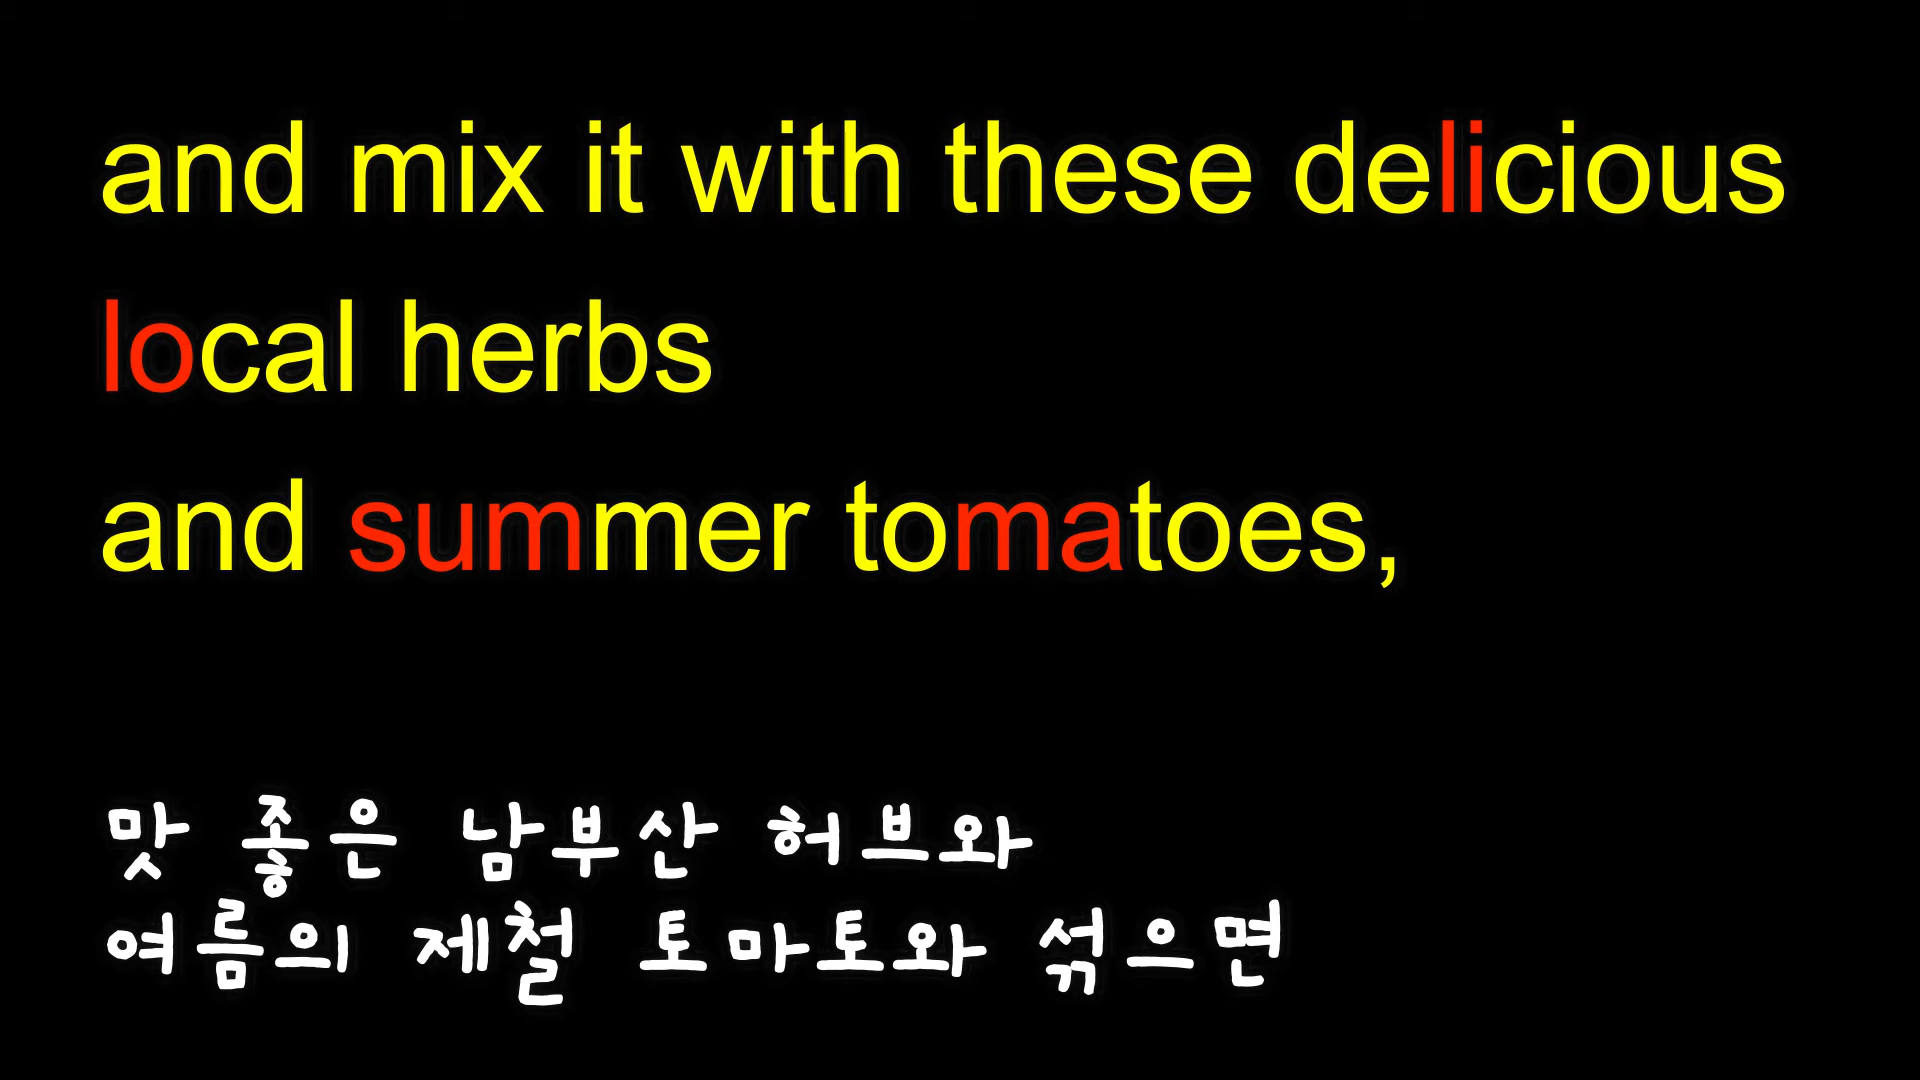 and mix it with these delicious
local herbs
and summer tomatoes,
맛 좋은 남부산 허브와
여름의 제철 토마토와 섞으면